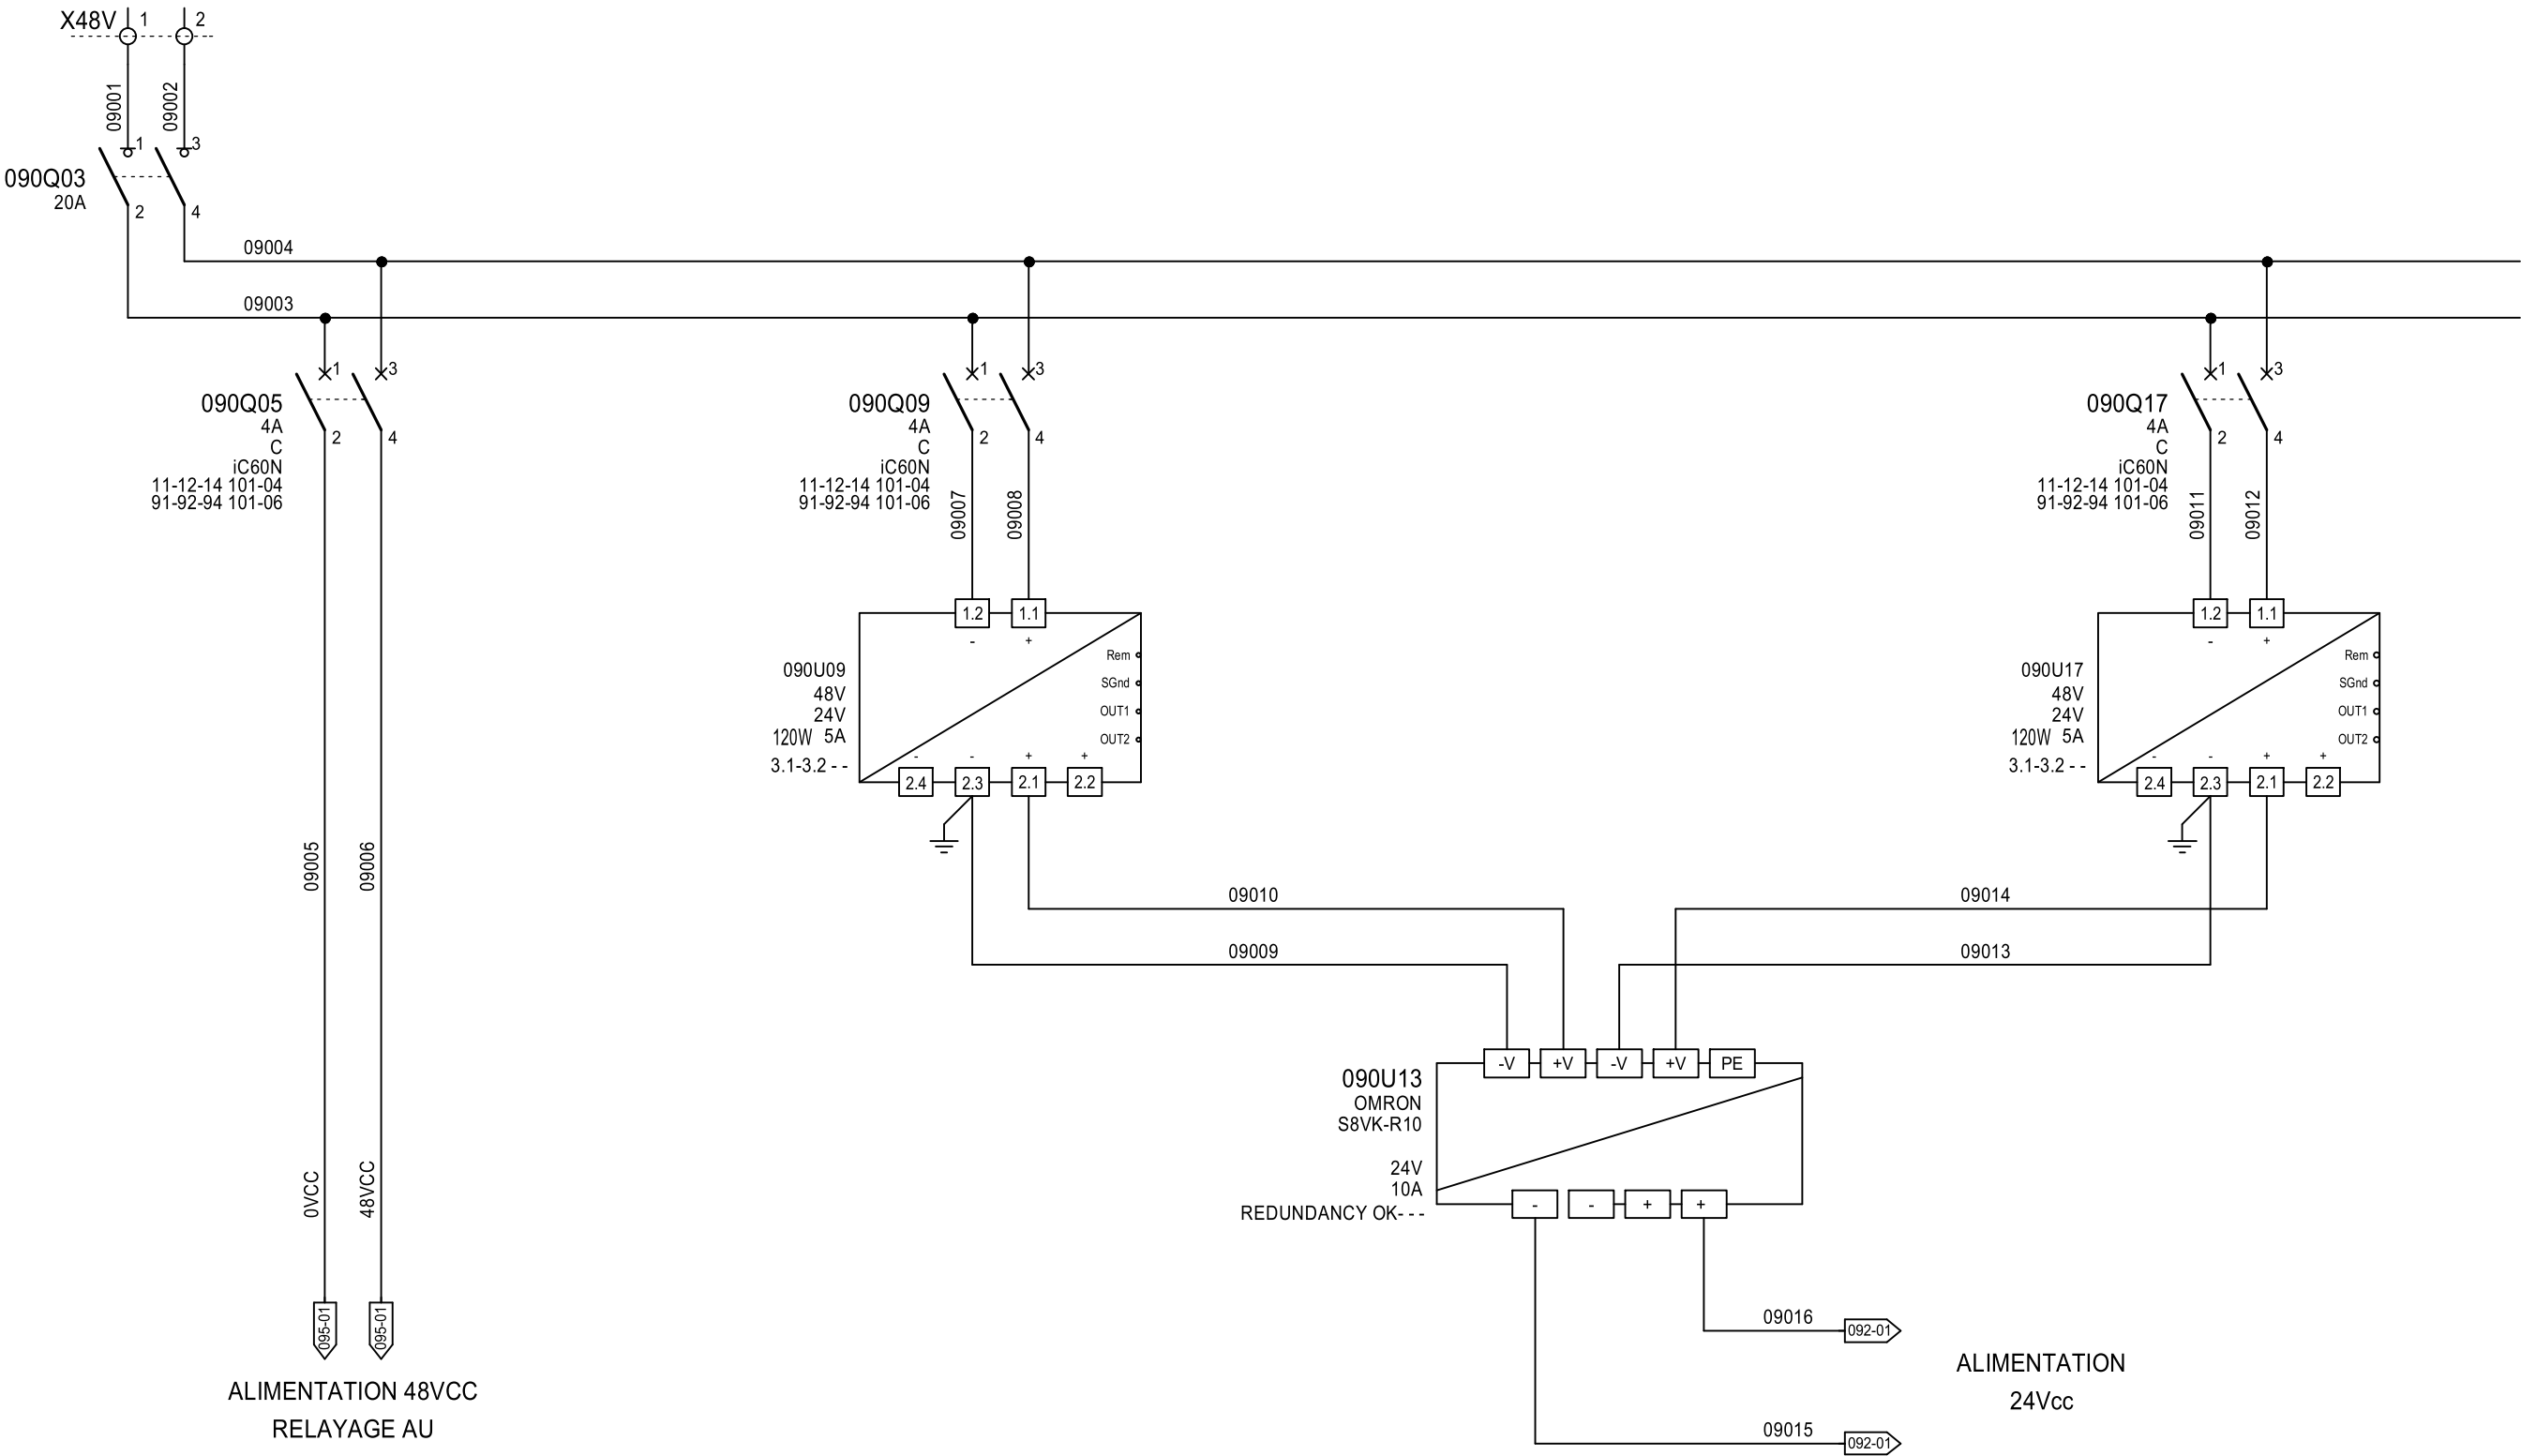 X48V 1 2
09001 09002
1 3
090Q03
20A
2 4
09004
09003
1 3
090Q05
4A
C
iC60N
11-12-14 101-04
91-92-94 101-06
2 4
1 3
090Q09
4A
C
iC60N
11-12-14 101-04
91-92-94 101-06
2 4
09007 09008
1 3
090Q17
4A
C
iC60N
11-12-14 101-04
91-92-94 101-06
2 4
09011 09012
1.2 1.1
- +
090U09
48V
24V
120W 5A
3.1-3.2 - -
Rem
SGnd
OUT1
OUT2
- - + +
2.4 2.3 2.1 2.2
1.2 1.1
- +
090U17
48V
24V
120W 5A
3.1-3.2 - -
Rem
SGnd
OUT1
OUT2
- - + +
2.4 2.3 2.1 2.2
09005 09006
09010
09009
09014
09013
-V +V -V +V PE
090U13
OMRON
S8VK-R10
24V
10A
REDUNDANCY OK- - -
- - + +
0VCC 48VCC
095-01 095-01
ALIMENTATION 48VCC
RELAYAGE AU
09016 092-01
ALIMENTATION
24Vcc
09015 092-01